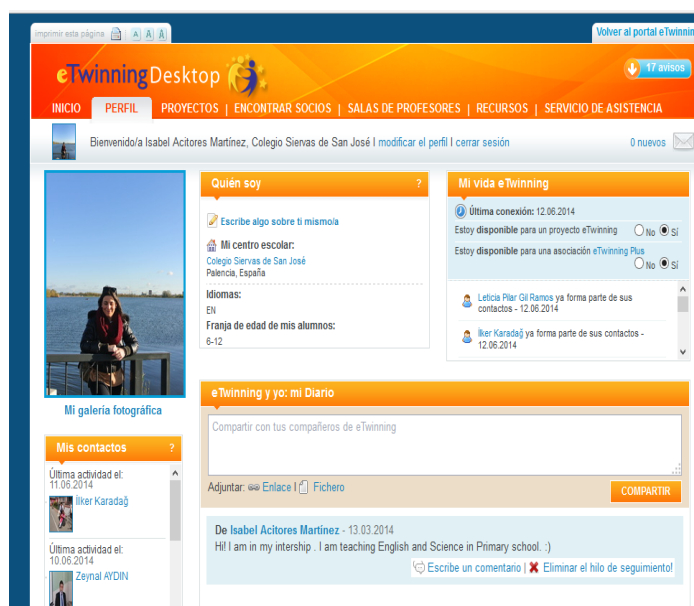 imprimir esta página A A A
Volver al portal eTwinnin
eTwinning Desktop
17 avisos
INICIO PERFIL PROYECTOS | ENCONTRAR SOCIOS | SALAS DE PROFESORES | RECURSOS | SERVICIO DE ASISTENCIA
Bienvenido/a Isabel Acitores Martínez, Colegio Siervas de San José I modificar el perfil I cerrar sesión
0 nuevos
Quién soy ?
Escribe algo sobre ti mismo/a
Mi centro escolar:
Colegio Siervas de San José
Palencia, España
Idiomas:
EN
Franja de edad de mis alumnos:
6-12
Mi vida eTwinning
Última conexión: 12.06.2014
Estoy disponible para un proyecto eTwinning No Sí
Estoy disponible para una asociación eTwinning Plus
No Sí
Leticia Pilar Gil Ramos ya forma parte de sus
contactos - 12.06.2014
İlker Karadağ ya forma parte de sus contactos -
12.06.2014
Mi galería fotográfica
Mis contactos ?
Última actividad el:
11.06.2014
İlker Karadağ
Última actividad el:
10.06.2014
Zeynal AYDIN
eTwinning y yo: mi Diario
Compartir con tus compañeros de eTwinning
Adjuntar: Enlace I Fichero
COMPARTIR
De Isabel Acitores Martínez - 13.03.2014
Hi! I am in my intership . I am teaching English and Science in Primary school. :)
Escribe un comentario | Eliminar el hilo de seguimiento!